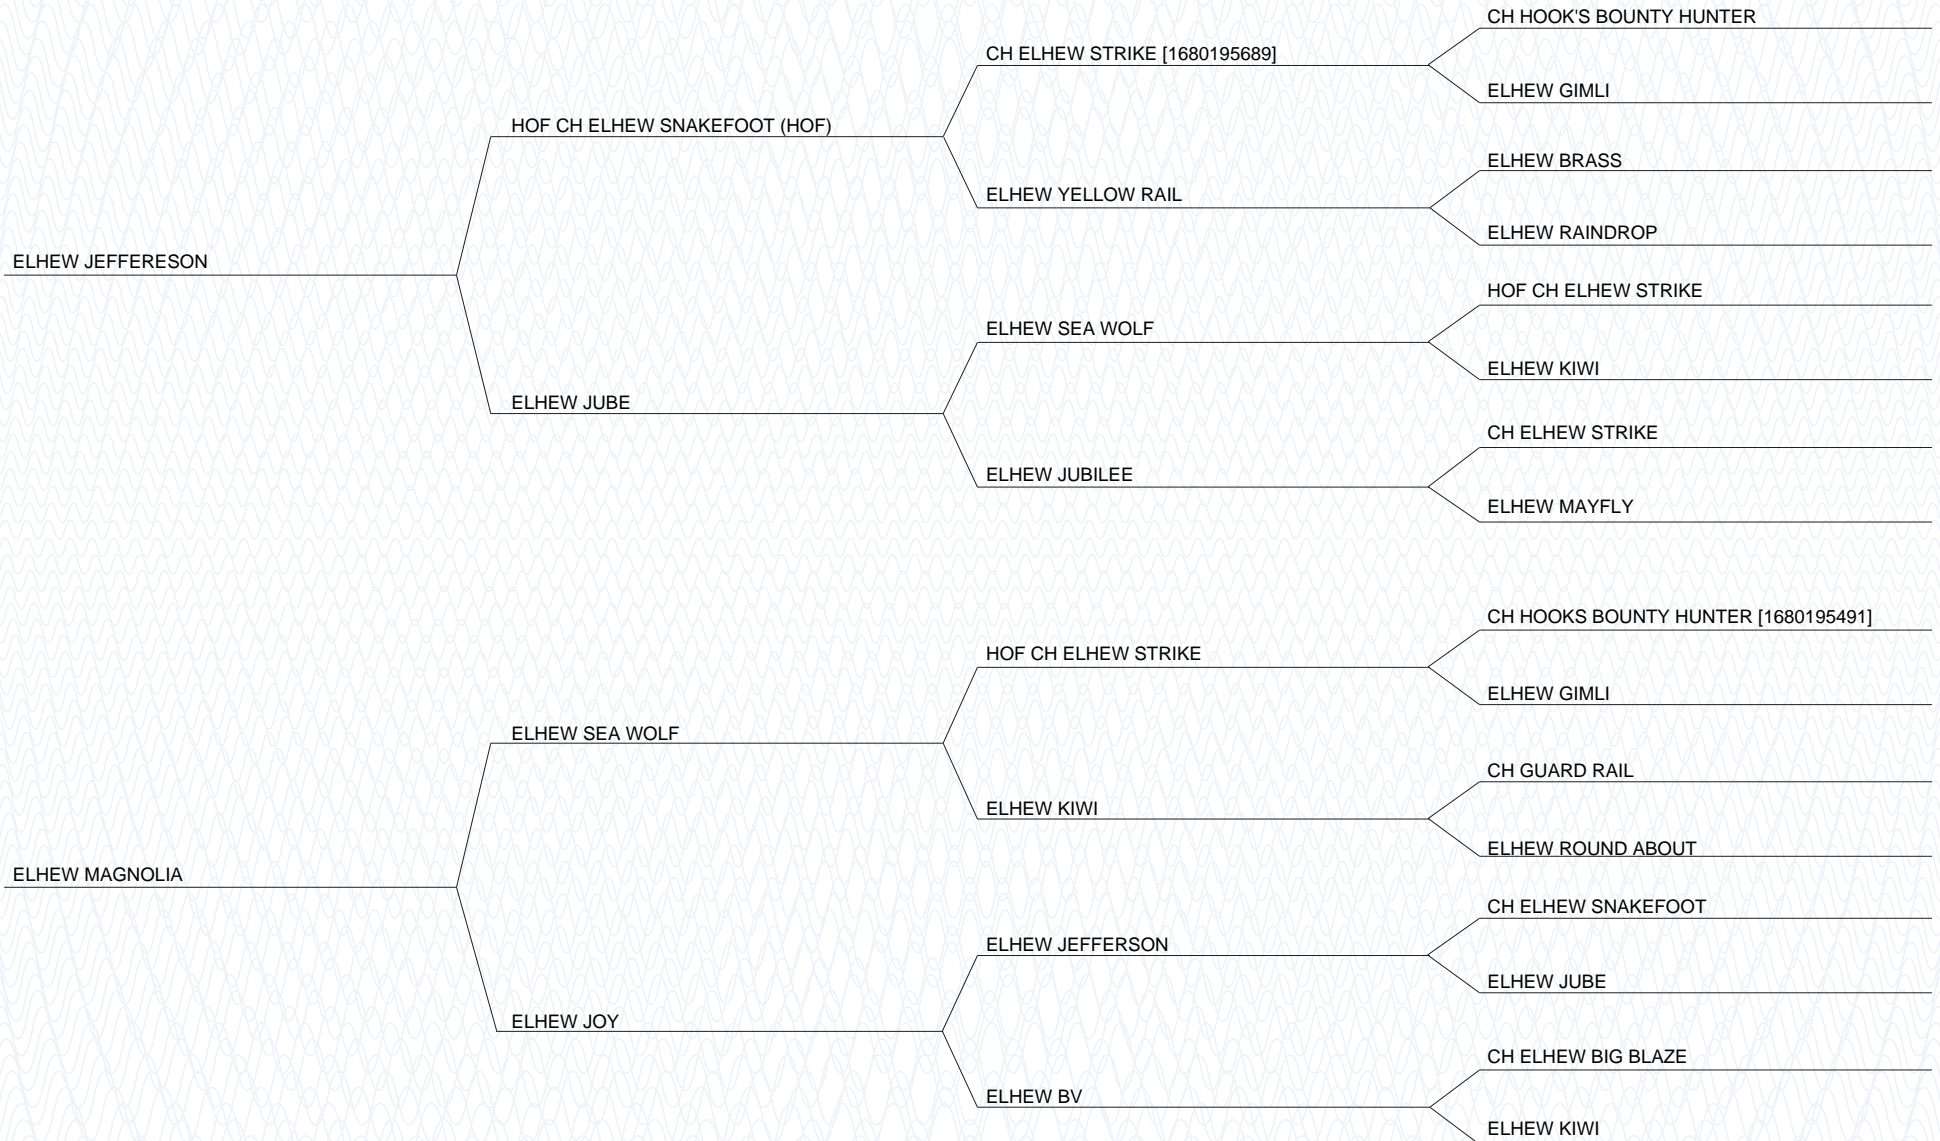 CH HOOK'S BOUNTY HUNTER
CH ELHEW STRIKE [1680195689]
ELHEW GIMLI
HOF CH ELHEW SNAKEFOOT (HOF)
ELHEW BRASS
ELHEW YELLOW RAIL
ELHEW RAINDROP
ELHEW JEFFERESON
HOF CH ELHEW STRIKE
ELHEW SEA WOLF
ELHEW KIWI
ELHEW JUBE
CH ELHEW STRIKE
ELHEW JUBILEE
ELHEW MAYFLY
CH HOOKS BOUNTY HUNTER [1680195491]
HOF CH ELHEW STRIKE
ELHEW GIMLI
ELHEW SEA WOLF
CH GUARD RAIL
ELHEW KIWI
ELHEW ROUND ABOUT
ELHEW MAGNOLIA
CH ELHEW SNAKEFOOT
ELHEW JEFFERSON
ELHEW JUBE
ELHEW JOY
CH ELHEW BIG BLAZE
ELHEW BV
ELHEW KIWI